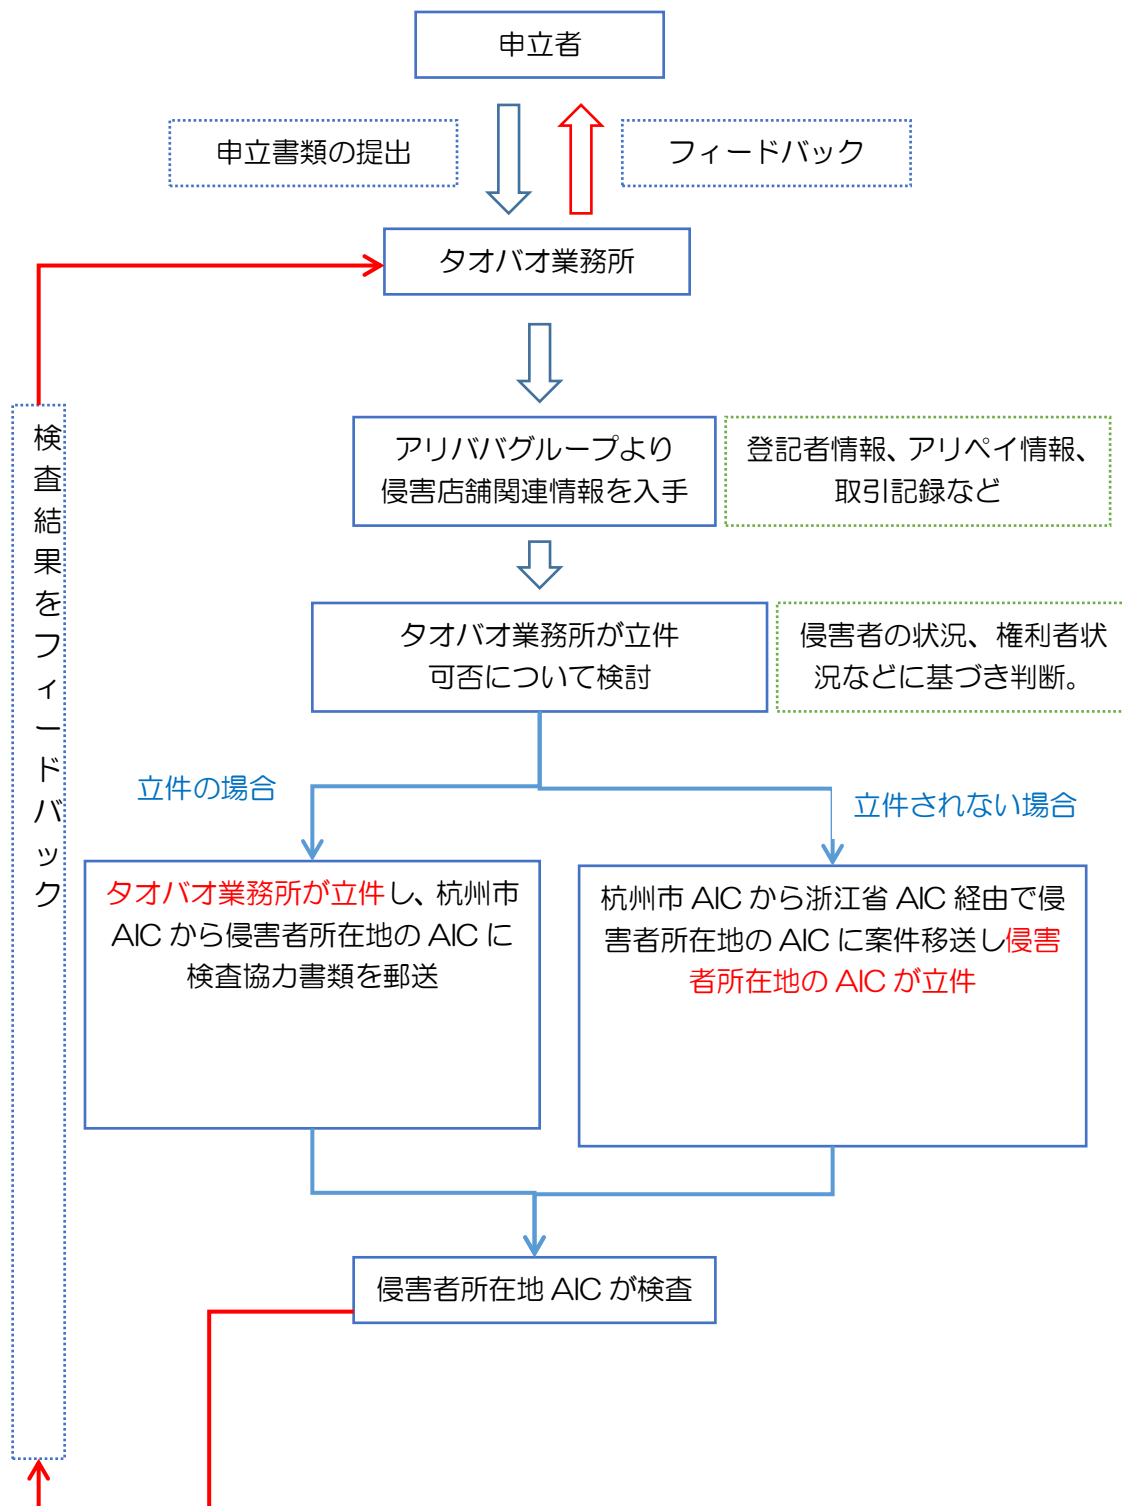 申立者
申立書類の提出
フィードバック
タオバオ業務所
アリババグループより
侵害店舗関連情報を入手
登記者情報、アリペイ情報、
取引記録など
タオバオ業務所が立件
可否について検討
侵害者の状況、権利者状
況などに基づき判断。
検査結果をフィードバック
立件の場合
立件されない場合
タオバオ業務所が立件し、杭州市
AIC から侵害者所在地の AIC に
検査協力書類を郵送
杭州市 AIC から浙江省 AIC 経由で侵
害者所在地の AIC に案件移送し侵害
者所在地の AIC が立件
侵害者所在地 AIC が検査